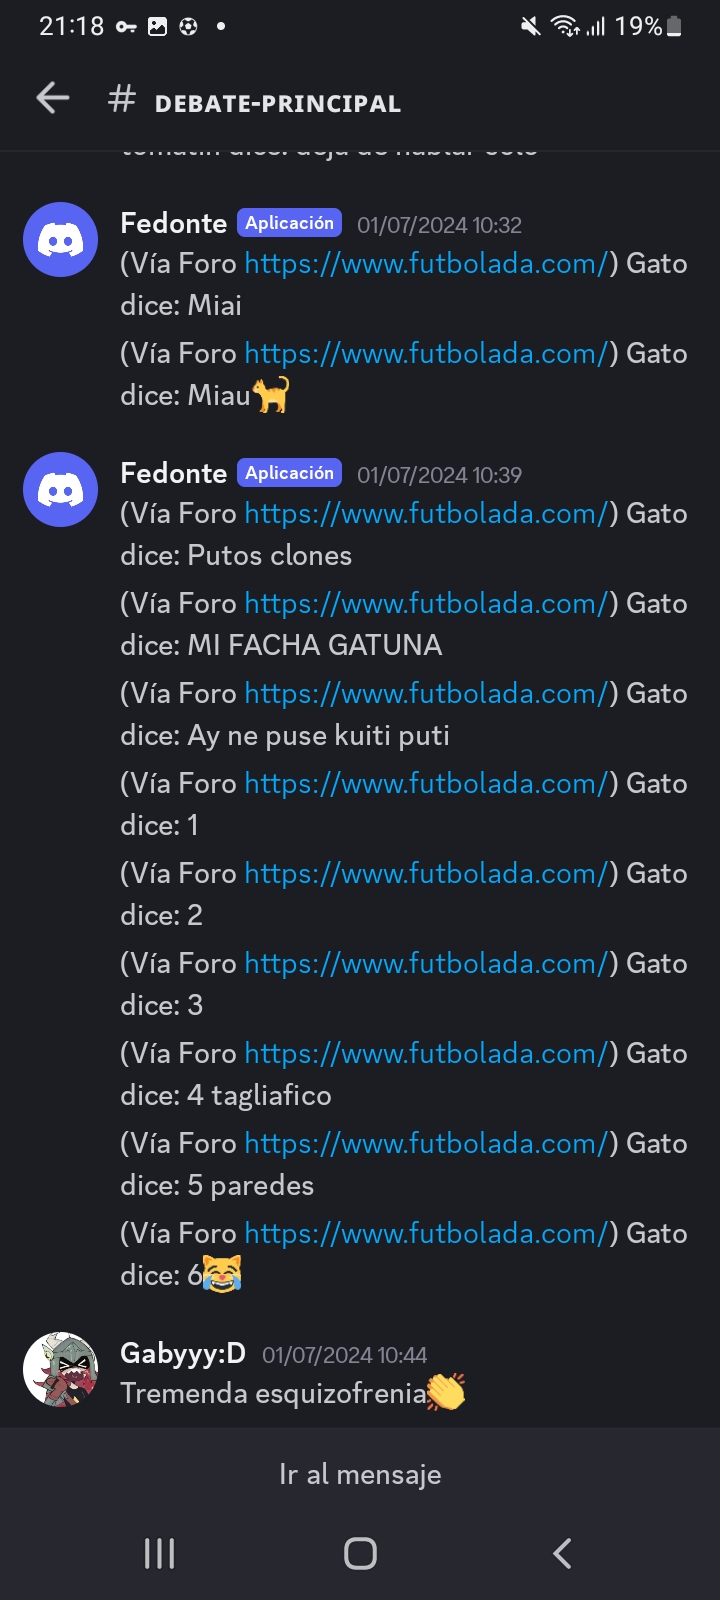 21:18
19%
# DEBATE-PRINCIPAL
tomatin dice: deja de hablar solo
Fedonte Aplicación 01/07/2024 10:32
(Vía Foro https://www.futbolada.com/) Gato
dice: Miai
(Vía Foro https://www.futbolada.com/) Gato
dice: Miau🐈
Fedonte Aplicación 01/07/2024 10:39
(Vía Foro https://www.futbolada.com/) Gato
dice: Putos clones
(Vía Foro https://www.futbolada.com/) Gato
dice: MI FACHA GATUNA
(Vía Foro https://www.futbolada.com/) Gato
dice: Ay ne puse kuiti puti
(Vía Foro https://www.futbolada.com/) Gato
dice: 1
(Vía Foro https://www.futbolada.com/) Gato
dice: 2
(Vía Foro https://www.futbolada.com/) Gato
dice: 3
(Vía Foro https://www.futbolada.com/) Gato
dice: 4 tagliafico
(Vía Foro https://www.futbolada.com/) Gato
dice: 5 paredes
(Vía Foro https://www.futbolada.com/) Gato
dice: 6😹
Gabyyy:D 01/07/2024 10:44
Tremenda esquizofrenia👏
Ir al mensaje